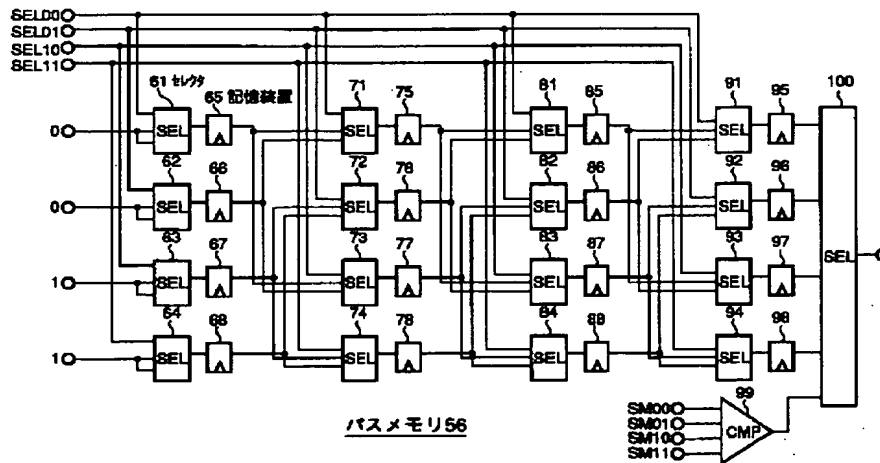 SEL00
SEL01
SEL10
SEL11
61 セレクタ
65 記憶装置
71
75
81
85
91
95
100
0
SEL
SEL
SEL
SEL
62
66
72
76
82
86
92
96
0
SEL
SEL
SEL
SEL
63
67
73
77
83
87
93
97
SEL
1
SEL
SEL
SEL
SEL
64
68
74
78
84
88
94
98
1
SEL
SEL
SEL
SEL
99
SM00
SM01
SM10
SM11
CMP
パスメモリ56